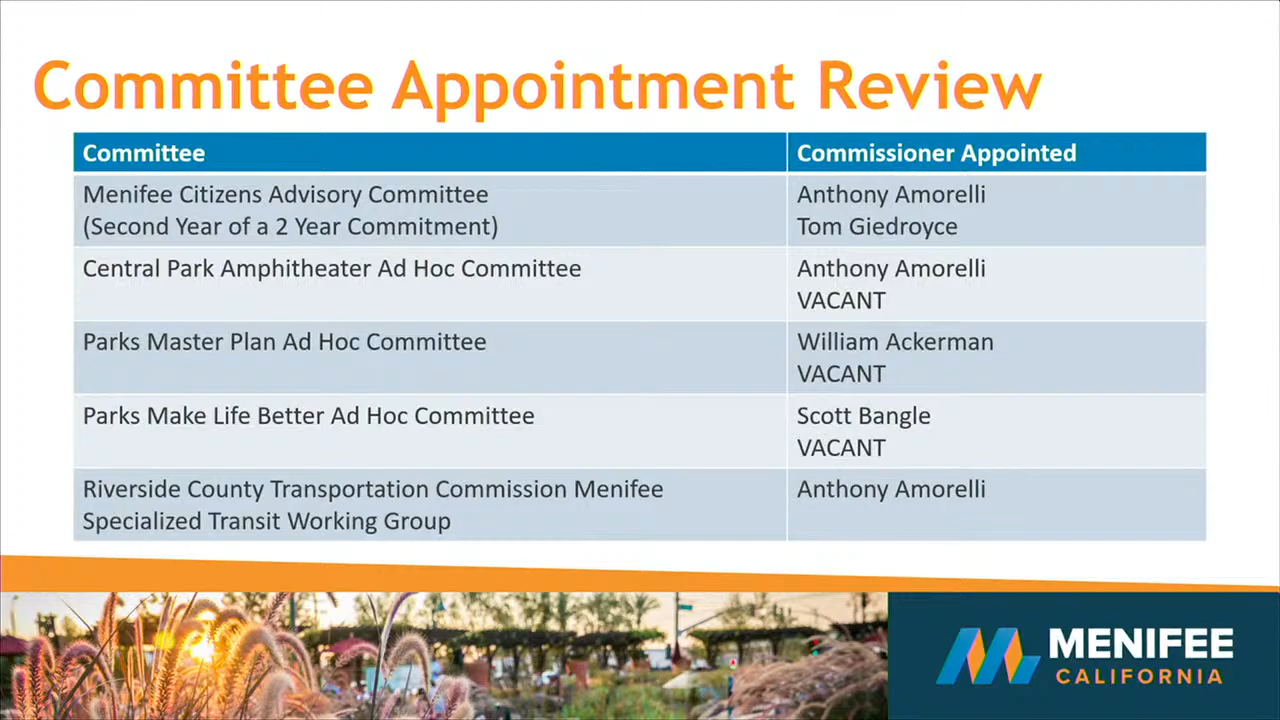 Committee Appointment Review
Committee
Commissioner Appointed
Menifee Citizens Advisory Committee
(Second Year of a 2 Year Commitment)
Anthony Amorelli
Tom Giedroyce
Central Park Amphitheater Ad Hoc Committee
Anthony Amorelli
VACANT
Parks Master Plan Ad Hoc Committee
William Ackerman
VACANT
Parks Make Life Better Ad Hoc Committee
Scott Bangle
VACANT
Riverside County Transportation Commission Menifee
Specialized Transit Working Group
Anthony Amorelli
MENIFEE
CALIFORNIA